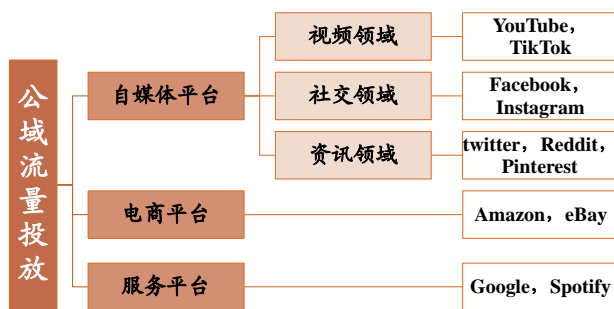 公域流量投放
自媒体平台
视频领域
YouTube，
TikTok
社交领域
Facebook，
Instagram
资讯领域
twitter，Reddit，
Pinterest
电商平台
Amazon，eBay
服务平台
Google，Spotify